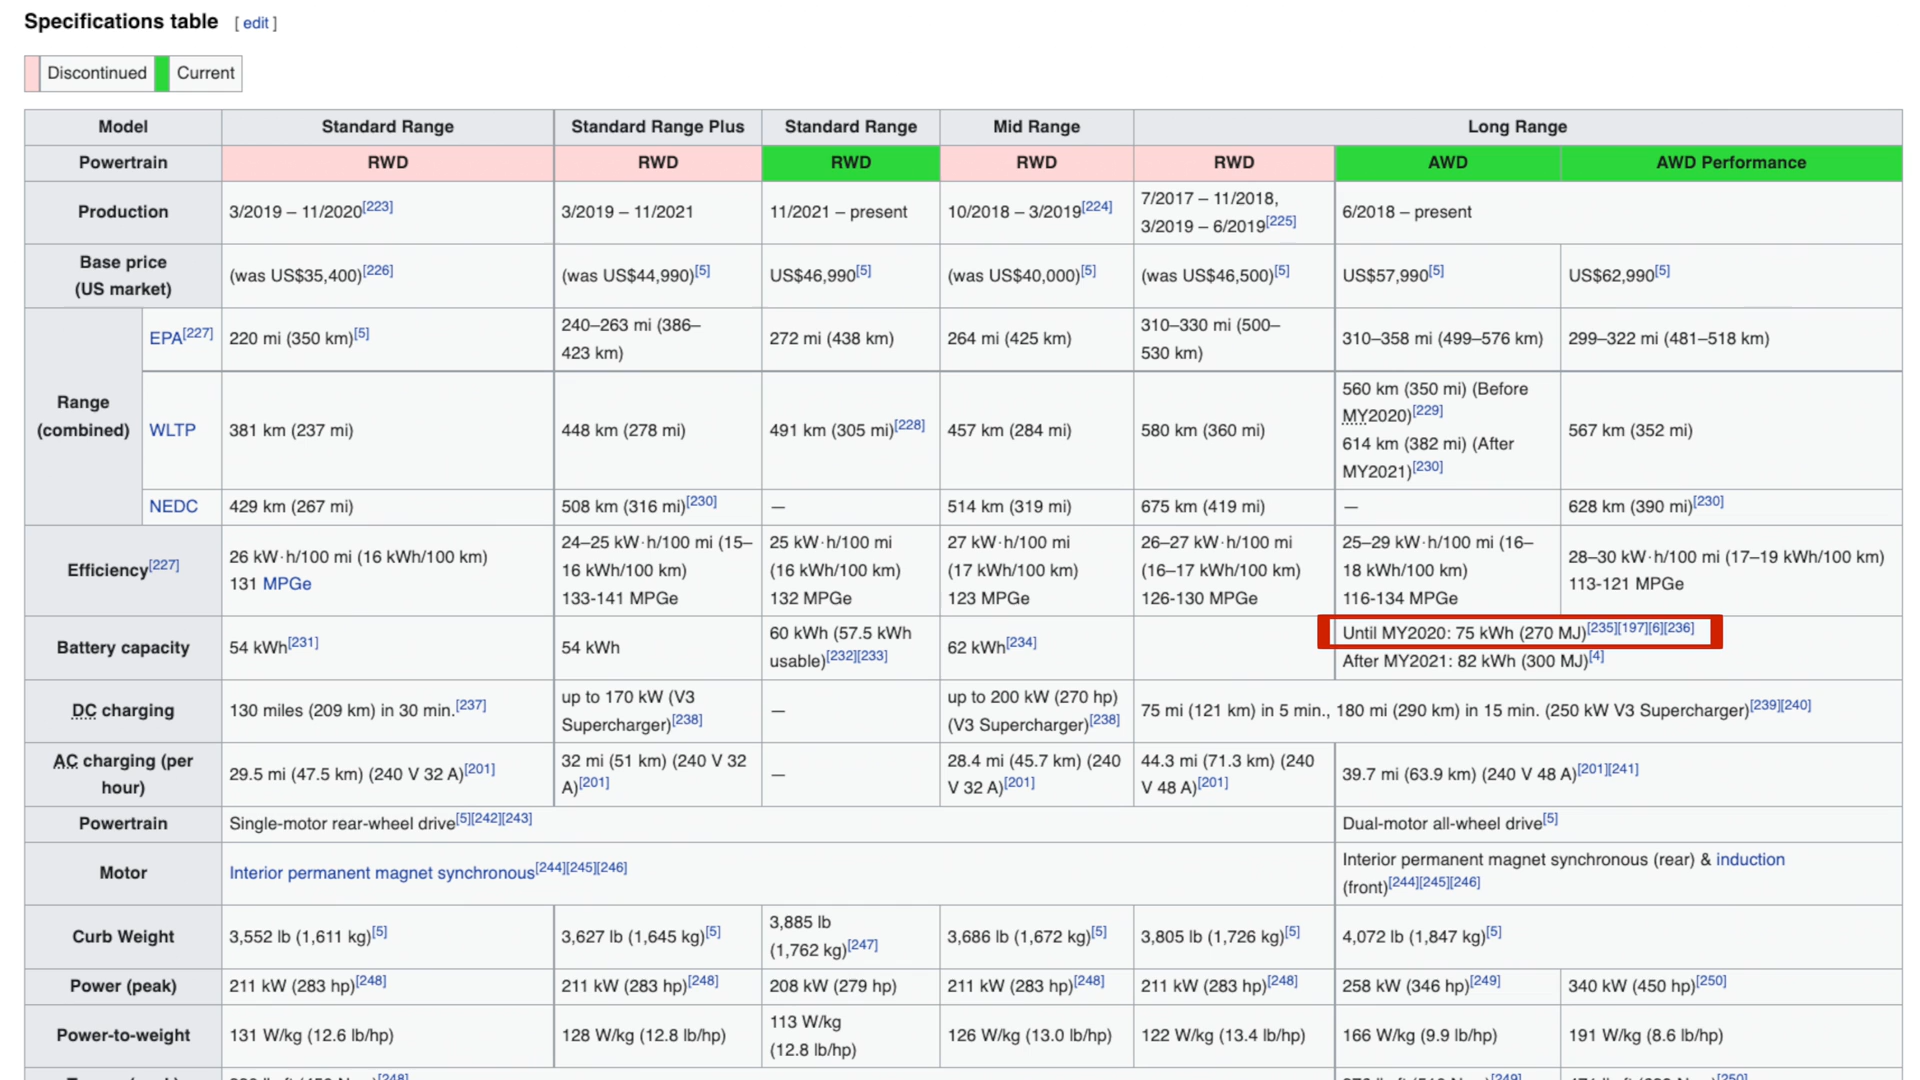 Specifications table [ edit ]
Discontinued Current
Model Standard Range Standard Range Plus Standard Range Mid Range Long Range
Powertrain RWD RWD RWD RWD RWD AWD AWD Performance
Production 3/2019 – 11/2020[223] 3/2019 – 11/2021 11/2021 – present 10/2018 – 3/2019[224] 7/2017 – 11/2018, 3/2019 – 6/2019[225] 6/2018 – present
Base price (US market) (was US$35,400)[226] (was US$44,990)[5] US$46,990[5] (was US$40,000)[5] (was US$46,500)[5] US$57,990[5] US$62,990[5]
Range (combined)
EPA[227] 220 mi (350 km)[5] 240–263 mi (386–423 km) 272 mi (438 km) 264 mi (425 km) 310–330 mi (500–530 km) 310–358 mi (499–576 km) 299–322 mi (481–518 km)
WLTP 381 km (237 mi) 448 km (278 mi) 491 km (305 mi)[228] 457 km (284 mi) 580 km (360 mi) 560 km (350 mi) (Before MY2020)[229] 614 km (382 mi) (After MY2021)[230] 567 km (352 mi)
NEDC 429 km (267 mi) 508 km (316 mi)[230] — 514 km (319 mi) 675 km (419 mi) — 628 km (390 mi)[230]
Efficiency[227] 26 kW·h/100 mi (16 kWh/100 km) 131 MPGe 24–25 kW·h/100 mi (15–16 kWh/100 km) 133-141 MPGe 25 kW·h/100 mi (16 kWh/100 km) 132 MPGe 27 kW·h/100 mi (17 kWh/100 km) 123 MPGe 26–27 kW·h/100 mi (16–17 kWh/100 km) 126-130 MPGe 25–29 kW·h/100 mi (16–18 kWh/100 km) 116-134 MPGe 28–30 kW·h/100 mi (17–19 kWh/100 km) 113-121 MPGe
Battery capacity 54 kWh[231] 54 kWh 60 kWh (57.5 kWh usable)[232][233] 62 kWh[234] Until MY2020: 75 kWh (270 MJ)[235][197][6][236] After MY2021: 82 kWh (300 MJ)[4]
DC charging 130 miles (209 km) in 30 min.[237] up to 170 kW (V3 Supercharger)[238] — up to 200 kW (270 hp) (V3 Supercharger)[238] 75 mi (121 km) in 5 min., 180 mi (290 km) in 15 min. (250 kW V3 Supercharger)[239][240]
AC charging (per hour) 29.5 mi (47.5 km) (240 V 32 A)[201] 32 mi (51 km) (240 V 32 A)[201] — 28.4 mi (45.7 km) (240 V 32 A)[201] 44.3 mi (71.3 km) (240 V 48 A)[201] 39.7 mi (63.9 km) (240 V 48 A)[201][241]
Powertrain Single-motor rear-wheel drive[5][242][243] Dual-motor all-wheel drive[5]
Motor Interior permanent magnet synchronous[244][245][246] Interior permanent magnet synchronous (rear) & induction (front)[244][245][246]
Curb Weight 3,552 lb (1,611 kg)[5] 3,627 lb (1,645 kg)[5] 3,885 lb (1,762 kg)[247] 3,686 lb (1,672 kg)[5] 3,805 lb (1,726 kg)[5] 4,072 lb (1,847 kg)[5]
Power (peak) 211 kW (283 hp)[248] 211 kW (283 hp)[248] 208 kW (279 hp) 211 kW (283 hp)[248] 211 kW (283 hp)[248] 258 kW (346 hp)[249] 340 kW (450 hp)[250]
Power-to-weight 131 W/kg (12.6 lb/hp) 128 W/kg (12.8 lb/hp) 113 W/kg (12.8 lb/hp) 126 W/kg (13.0 lb/hp) 122 W/kg (13.4 lb/hp) 166 W/kg (9.9 lb/hp) 191 W/kg (8.6 lb/hp)
[248] [249] [250]